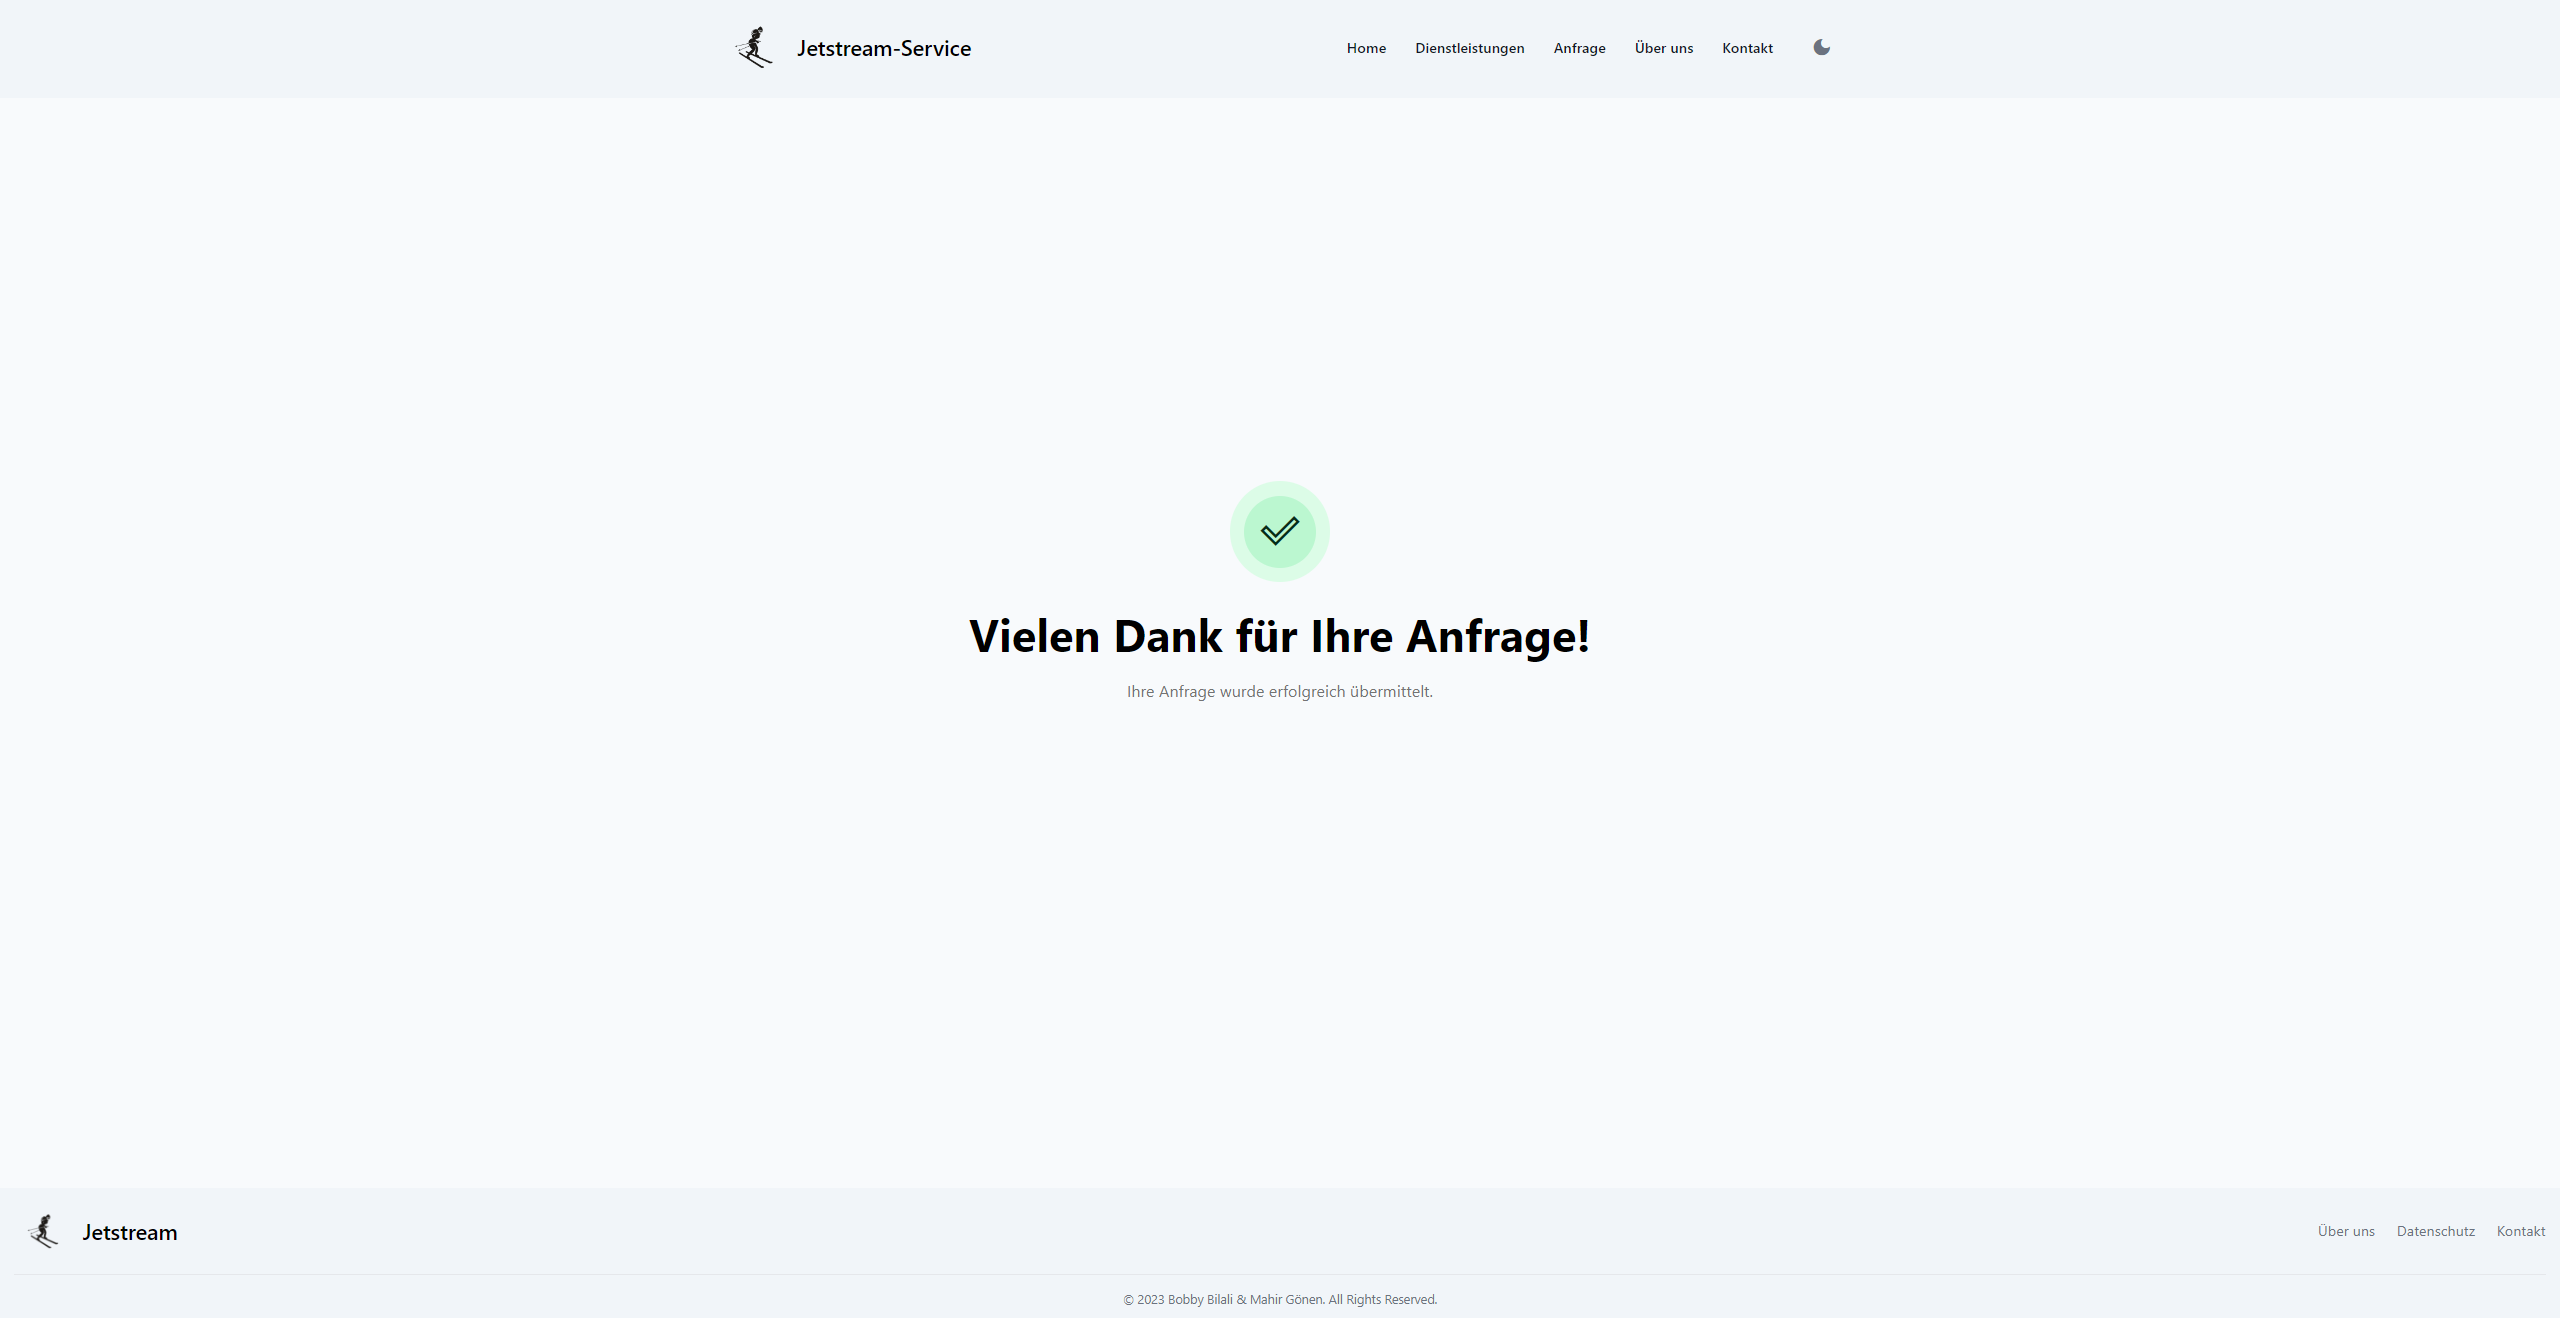 Jetstream-Service
Home Dienstleistungen Anfrage Über uns Kontakt
Vielen Dank für Ihre Anfrage!
Ihre Anfrage wurde erfolgreich übermittelt.
Jetstream
Über uns Datenschutz Kontakt
© 2023 Bobby Bilali & Mahir Gönen. All Rights Reserved.